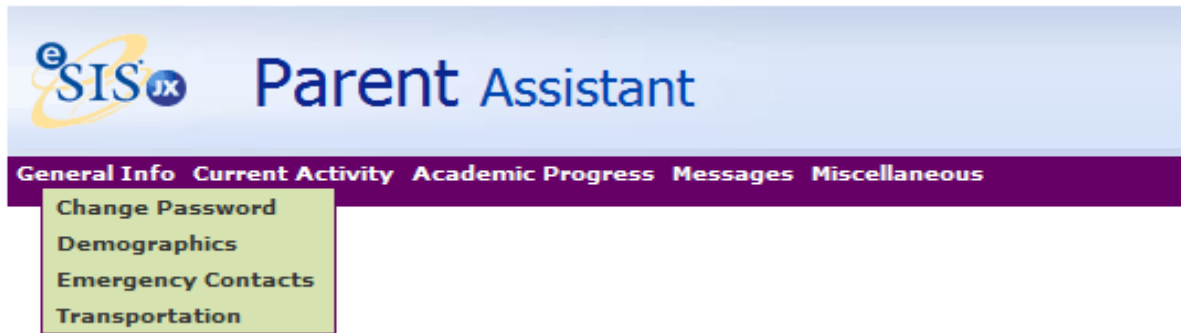 eSIS JX Parent Assistant
General Info Current Activity Academic Progress Messages Miscellaneous
Change Password
Demographics
Emergency Contacts
Transportation